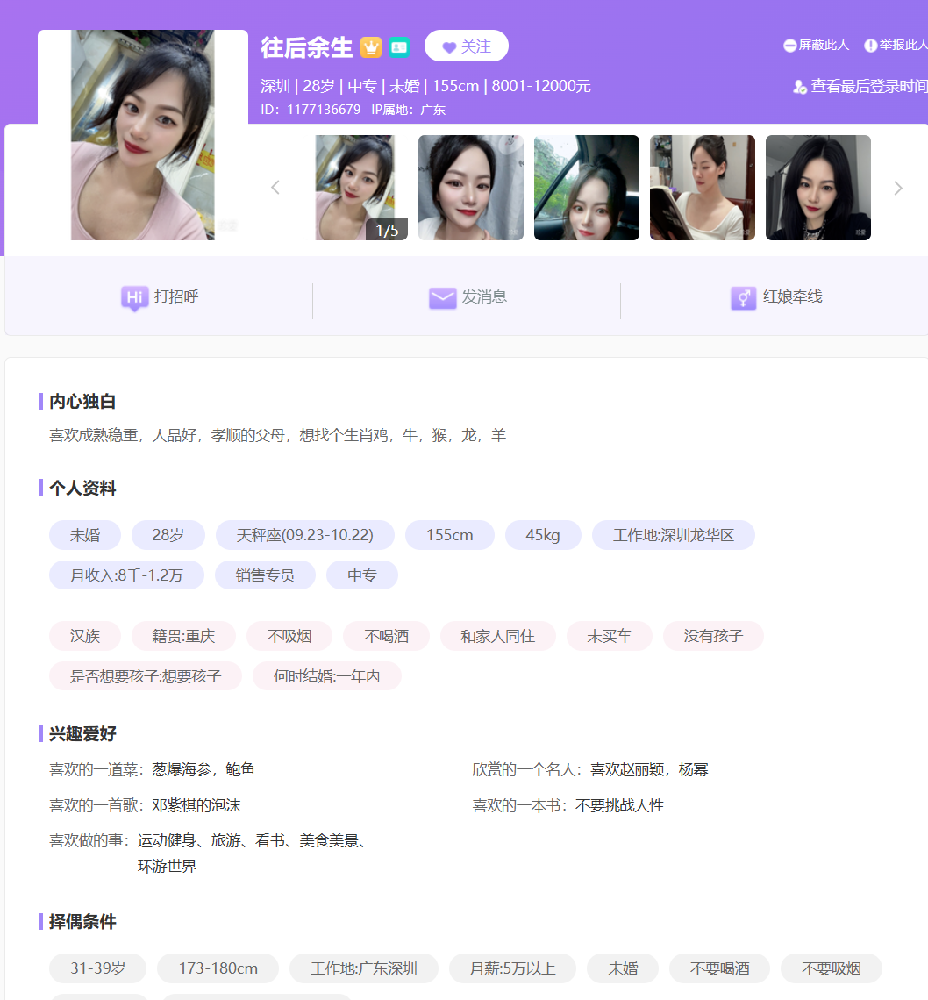 往后余生
关注
屏蔽此人
举报此人
深圳 | 28岁 | 中专 | 未婚 | 155cm | 8001-12000元
查看最后登录时间
ID：1177136679 IP属地：广东
1/5
Hi 打招呼
发消息
红娘牵线
内心独白
喜欢成熟稳重，人品好，孝顺的父母，想找个生肖鸡，牛，猴，龙，羊
个人资料
未婚 28岁 天秤座(09.23-10.22) 155cm 45kg 工作地:深圳龙华区
月收入:8千-1.2万 销售专员 中专
汉族 籍贯:重庆 不吸烟 不喝酒 和家人同住 未买车 没有孩子
是否想要孩子:想要孩子 何时结婚:一年内
兴趣爱好
喜欢的一道菜：葱爆海参，鲍鱼
欣赏的一个名人：喜欢赵丽颖，杨幂
喜欢的一首歌：邓紫棋的泡沫
喜欢的一本书：不要挑战人性
喜欢做的事：运动健身、旅游、看书、美食美景、
环游世界
择偶条件
31-39岁 173-180cm 工作地:广东深圳 月薪:5万以上 未婚 不要喝酒 不要吸烟